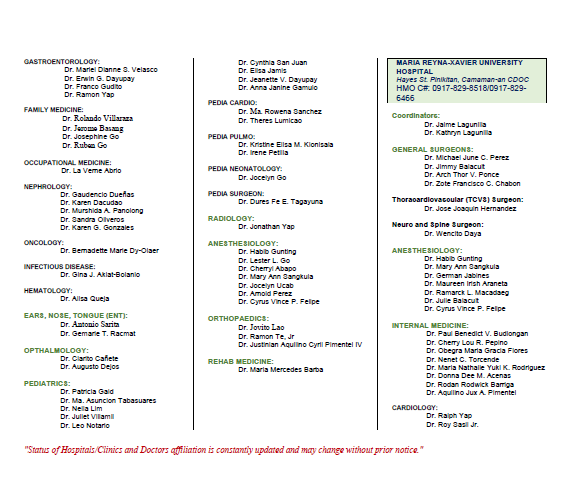 GASTROENTOROLOGY:
Dr. Mariel Dianne S. Velasco
Dr. Erwin G. Dayupay
Dr. Franco Gudito
Dr. Ramon Yap
FAMILY MEDICINE:
Dr. Rolando Villaraza
Dr. Jerome Basang
Dr. Josephine Go
Dr. Ruben Go
OCCUPATIONAL MEDICINE:
Dr. La Verne Abrio
NEPHROLOGY:
Dr. Gaudencio Dueñas
Dr. Karen Dacudao
Dr. Murshida A. Panolong
Dr. Sandra Oliveros
Dr. Karen G. Gonzales
ONCOLOGY:
Dr. Bernadette Marie Dy-Olaer
INFECTIOUS DISEASE:
Dr. Gina J. Akiat-Bolanio
HEMATOLOGY:
Dr. Ailsa Queja
EARS, NOSE, TONGUE (ENT):
Dr. Antonio Sarita
Dr. Gemarie T. Racmat
OPTHALMOLOGY:
Dr. Clarito Cañete
Dr. Augusto Dejos
PEDIATRICS:
Dr. Patricia Gaid
Dr. Ma. Asuncion Tabasuares
Dr. Nella Lim
Dr. Juliet Villamil
Dr. Leo Notario
Dr. Cynthia San Juan
Dr. Elisa Jamis
Dr. Jeanette V. Dayupay
Dr. Anna Janine Gamulo
PEDIA CARDIO:
Dr. Ma. Rowena Sanchez
Dr. Theres Lumicao
PEDIA PULMO:
Dr. Kristine Elisa M. Kionisala
Dr. Irene Petilla
PEDIA NEONATOLOGY:
Dr. Jocelyn Go
PEDIA SURGEON:
Dr. Dures Fe E. Tagayuna
RADIOLOGY:
Dr. Jonathan Yap
ANESTHESIOLOGY:
Dr. Habib Gunting
Dr. Lester L. Go
Dr. Cherryl Abapo
Dr. Mary Ann Sangkula
Dr. Jocelyn Ucab
Dr. Arnold Perez
Dr. Cyrus Vince P. Felipe
ORTHOPAEDICS:
Dr. Jovito Lao
Dr. Ramon Te, Jr
Dr. Justinian Aquilino Cyril Pimentel IV
REHAB MEDICINE:
Dr. Maria Mercedes Barba
MARIA REYNA-XAVIER UNIVERSITY
HOSPITAL
Hayes St. Pinikitan, Camaman-an CDOC
HMO C#: 0917-829-8518/0917-829-
6466
Coordinators:
Dr. Jaime Lagunilla
Dr. Kathryn Lagunilla
GENERAL SURGEONS:
Dr. Michael June C. Perez
Dr. Jimmy Balacuit
Dr. Arch Thor V. Ponce
Dr. Zote Francisco C. Chabon
Thoracardiovascular (TCVS) Surgeon:
Dr. Jose Joaquin Hernandez
Neuro and Spine Surgeon:
Dr. Wencito Daya
ANESTHESIOLOGY:
Dr. Habib Gunting
Dr. Mary Ann Sangkula
Dr. German Jabines
Dr. Maureen Irish Araneta
Dr. Ramarck L. Macadaeg
Dr. Julie Balacuit
Dr. Cyrus Vince P. Felipe
INTERNAL MEDICINE:
Dr. Paul Benedict V. Budiongan
Dr. Cherry Lou R. Pepino
Dr. Obegra Maria Gracia Flores
Dr. Nenet C. Torcende
Dr. Maria Nathalie Yuki K. Rodriguez
Dr. Donna Dee M. Acenas
Dr. Rodan Rodwick Barriga
Dr. Aquilino Jux A. Pimentel
CARDIOLOGY:
Dr. Ralph Yap
Dr. Roy Sasil Jr.
"Status of Hospitals/Clinics and Doctors affiliation is constantly updated and may change without prior notice."